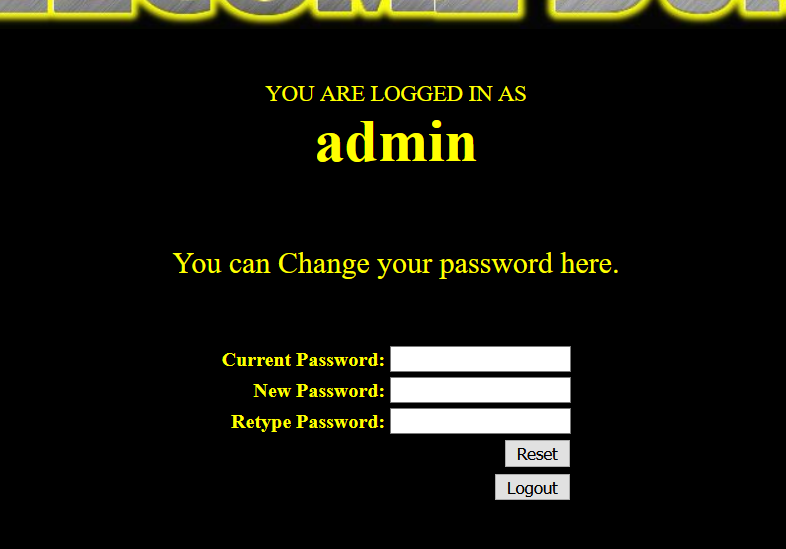 YOU ARE LOGGED IN AS
admin
You can Change your password here.
Current Password:
New Password:
Retype Password:
Reset
Logout